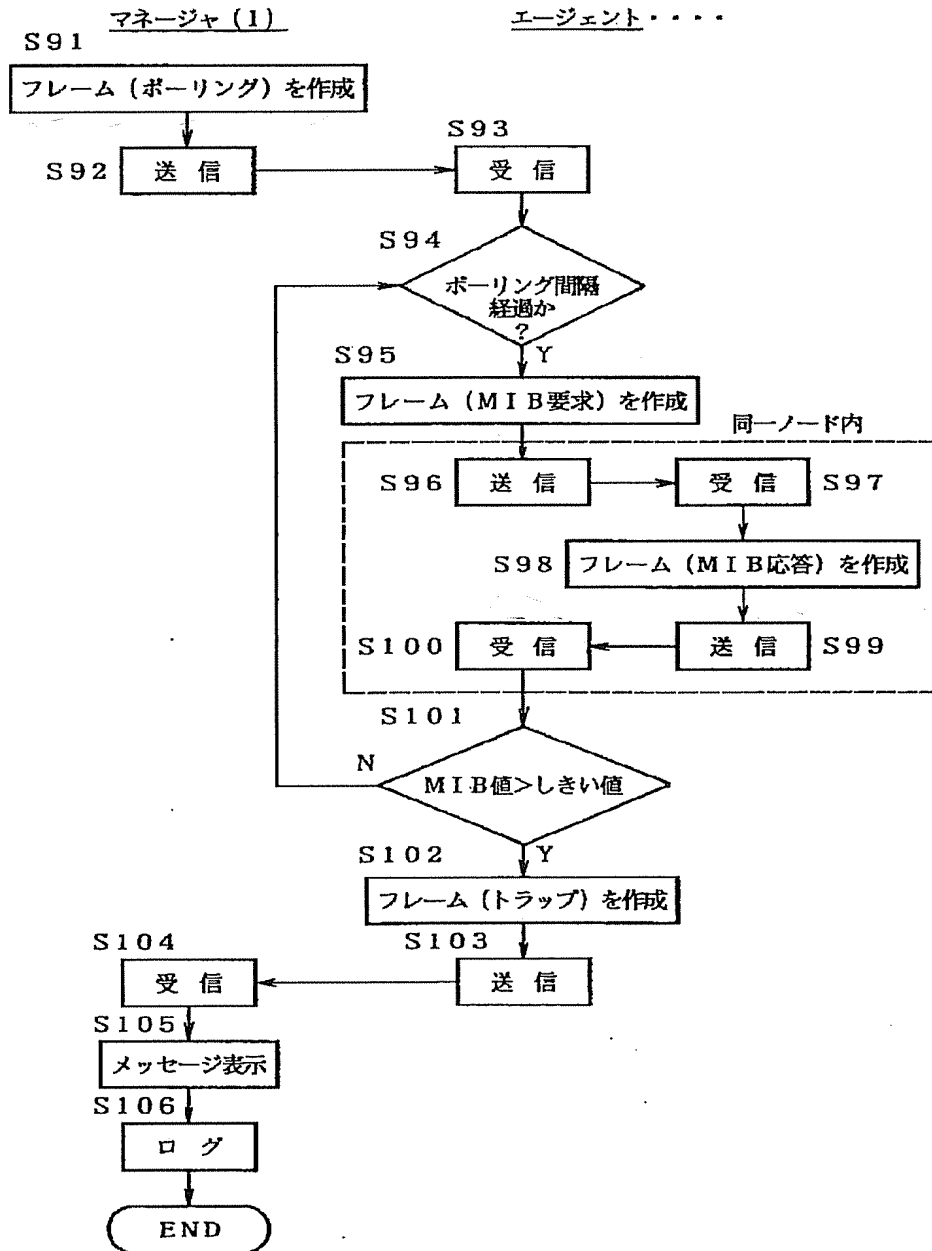 マネージャ(1)
エージェント・・・・
S91
フレーム(ポーリング)を作成
S92
送信
S93
受信
S94
ポーリング間隔
経過か
?
Y
S95
フレーム(MIB要求)を作成
同一ノード内
S96
送信
受信
S97
S98
フレーム(MIB応答)を作成
S100
受信
送信
S99
S101
N
MIB値>しきい値
Y
S102
フレーム(トラップ)を作成
S103
送信
S104
受信
S105
メッセージ表示
S106
ログ
END